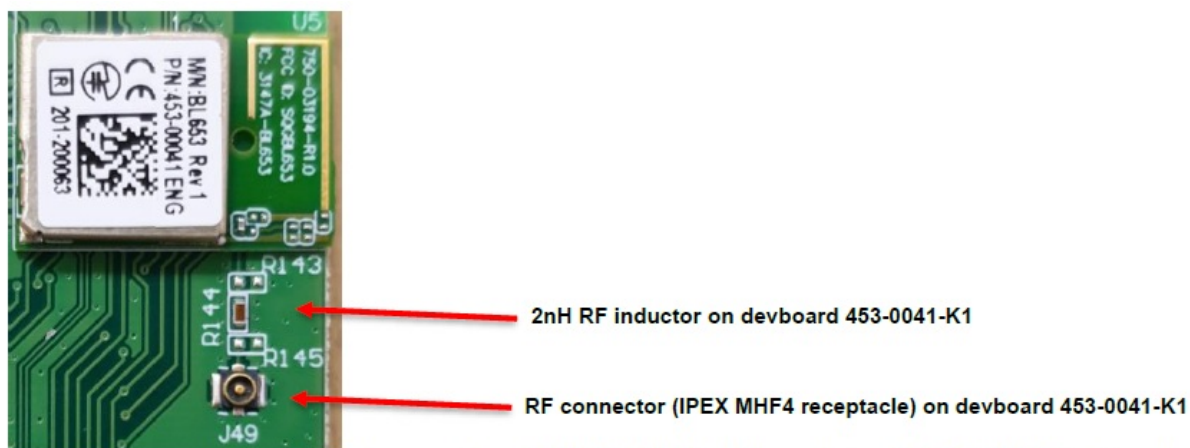 U5
M/N:BL653 Rev 1
P/N:453-00041 ENG
CE
R 201-200063
750-03194-R1.0
FCC ID: SQGBL653
IC: 3147A-BL653
R143
R144
2nH RF inductor on devboard 453-0041-K1
R145
RF connector (IPEX MHF4 receptacle) on devboard 453-0041-K1
J49